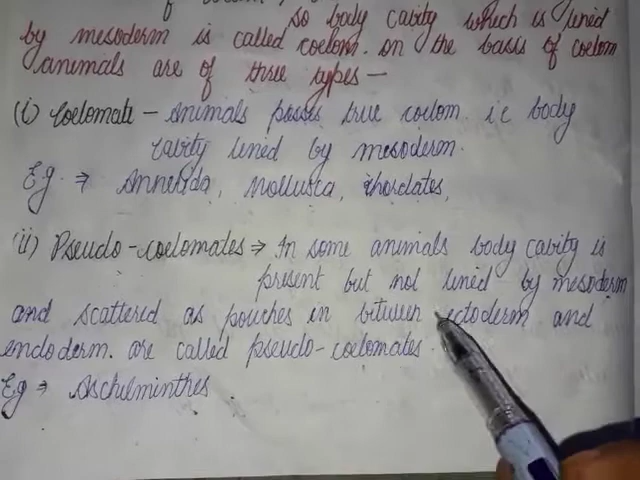 so body cavity which is lined
by mesoderm is called coelom. on the basis of coelom
animals are of three types —
(i) Coelomate - Animals posses true coelom. i.e body
cavity lined by mesoderm.
Eg. ⇒ Annelida, Mollusca, Chordates,
(ii) Pseudo-coelomates ⇒ In some animals body cavity is
present but not lined by mesoderm
and scattered as pouches in bitween ectoderm and
endoderm. are called pseudo-coelomates.
Eg ⇒ Aschelminthes